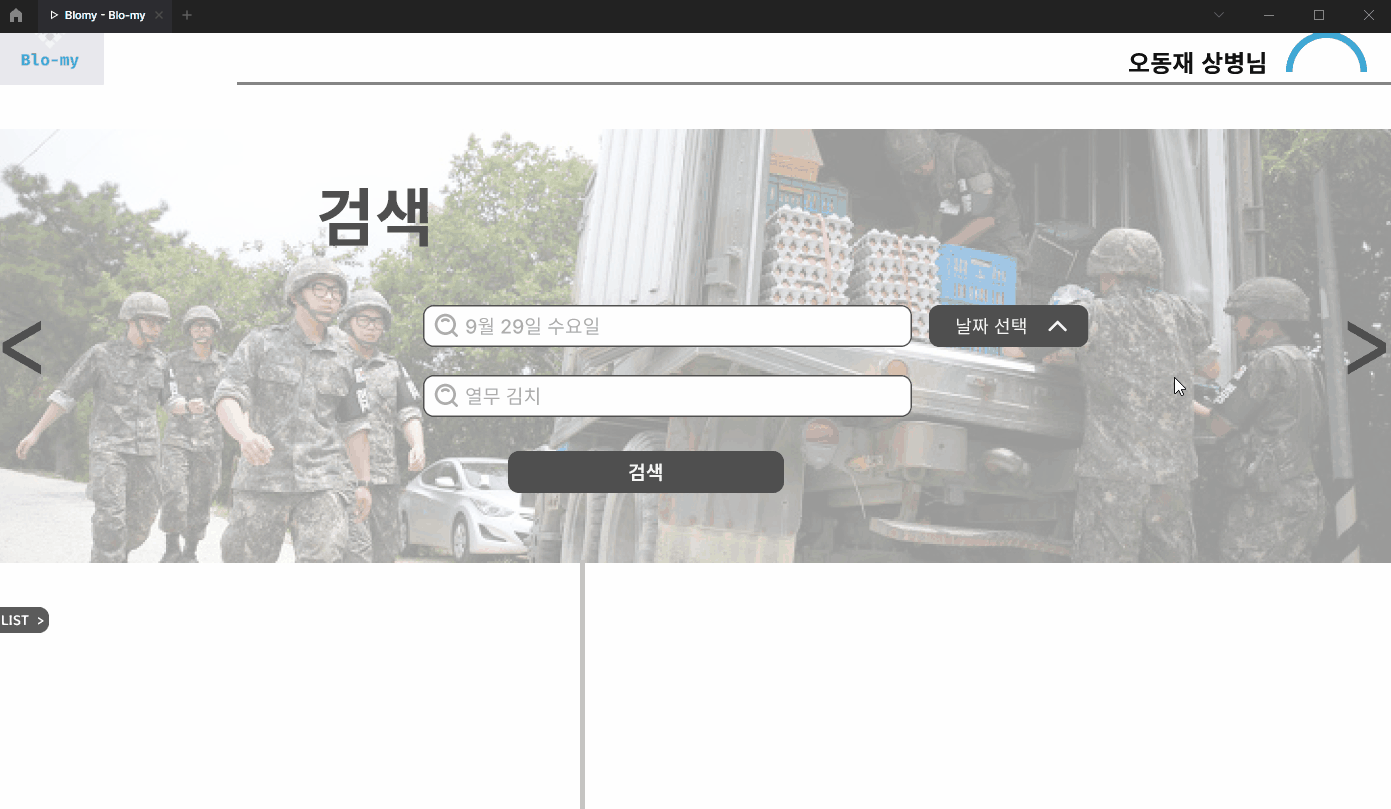 Blomy - Blo-my
Blo-my
오동재 상병님
검색
9월 29일 수요일
날짜 선택
열무 김치
검색
LIST >